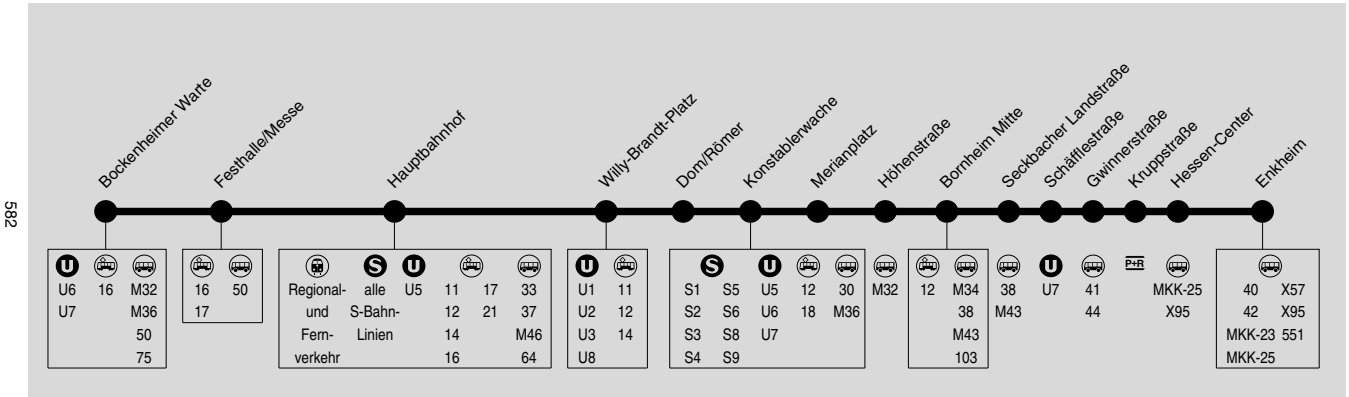 582
Bockenheimer Warte
Festhalle/Messe
Hauptbahnhof
Willy-Brandt-Platz
Dom/Römer
Konstablerwache
Merianplatz
Höhenstraße
Bornheim Mitte
Seckbacher Landstraße
Schäfflestraße
Gwinnerstraße
Kruppstraße
Hessen-Center
Enkheim
U
U6 16 M32
U7 M36
50
75
16 50
17
S U
Regional- alle U5 11 17 33
und S-Bahn- 12 21 37
Fern- Linien 14 M46
verkehr 16 64
U
U1 11
U2 12
U3 14
U8
S U
S1 S5 U5 12 30
S2 S6 U6 18 M36
S3 S8 U7
S4 S9
M32
12 M34
38
M43
103
38
M43
U
U7
41
44
P+R
MKK-25
X95
40 X57
42 X95
MKK-23 551
MKK-25